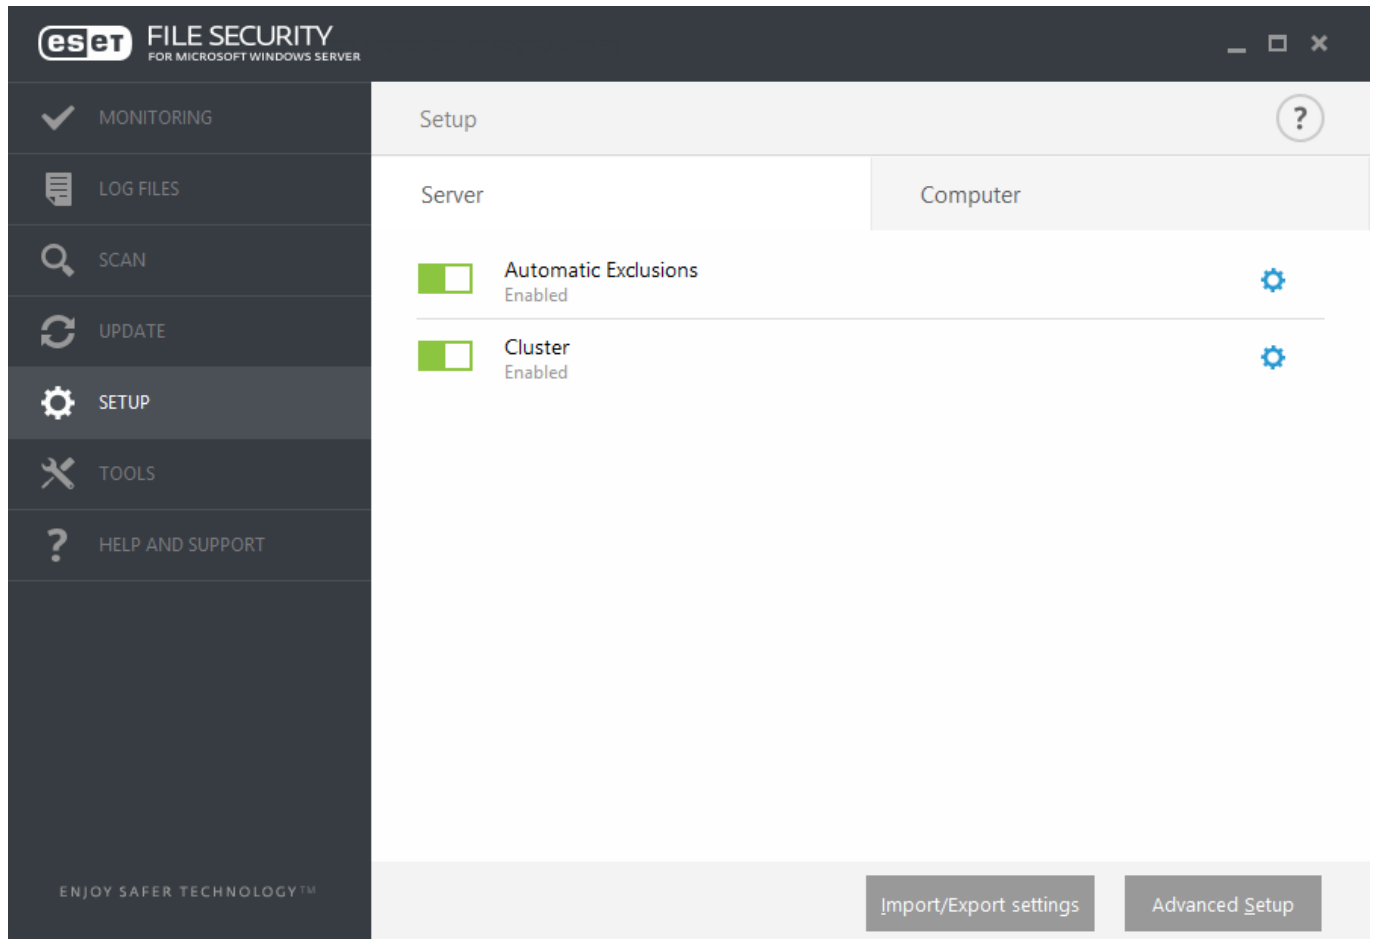 eset FILE SECURITY
FOR MICROSOFT WINDOWS SERVER
MONITORING
LOG FILES
SCAN
UPDATE
SETUP
TOOLS
HELP AND SUPPORT
ENJOY SAFER TECHNOLOGY™
Setup
?
Server
Computer
Automatic Exclusions
Enabled
Cluster
Enabled
Import/Export settings
Advanced Setup